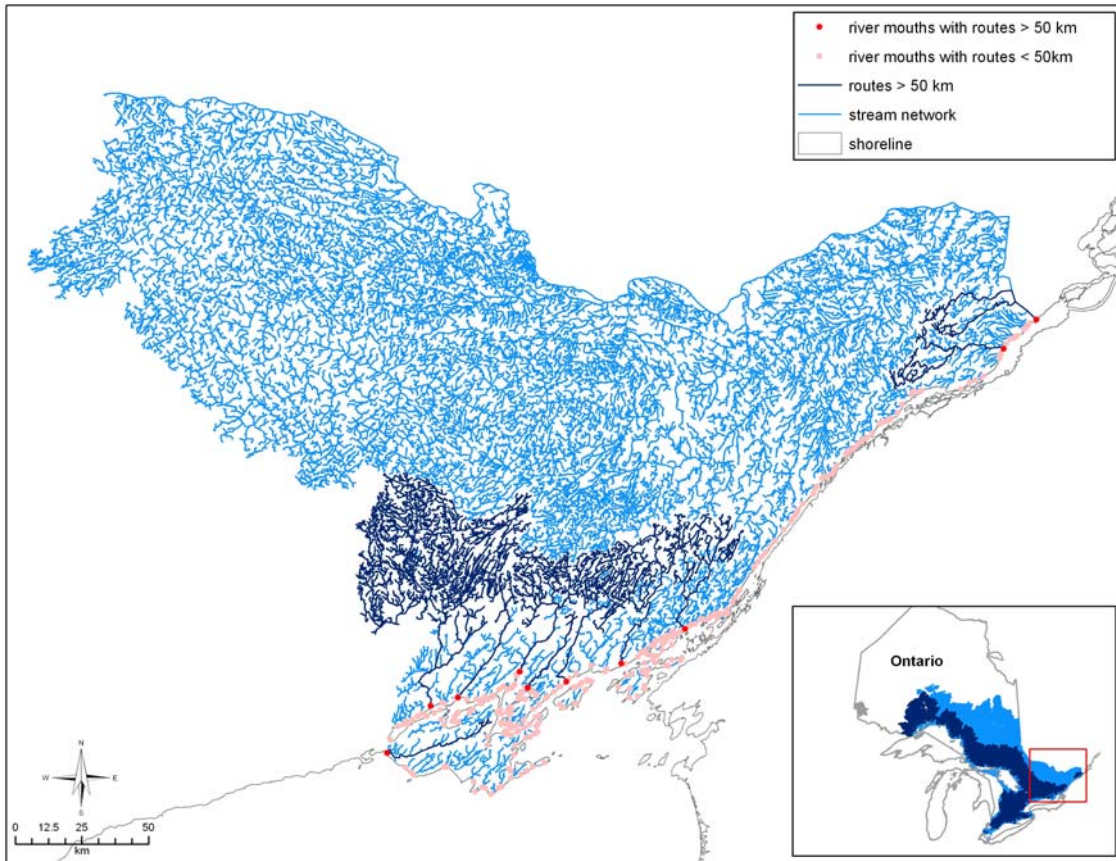 river mouths with routes > 50 km
river mouths with routes < 50km
routes > 50 km
stream network
shoreline
Ontario
N
W E
S
0 12.5 25 50
km